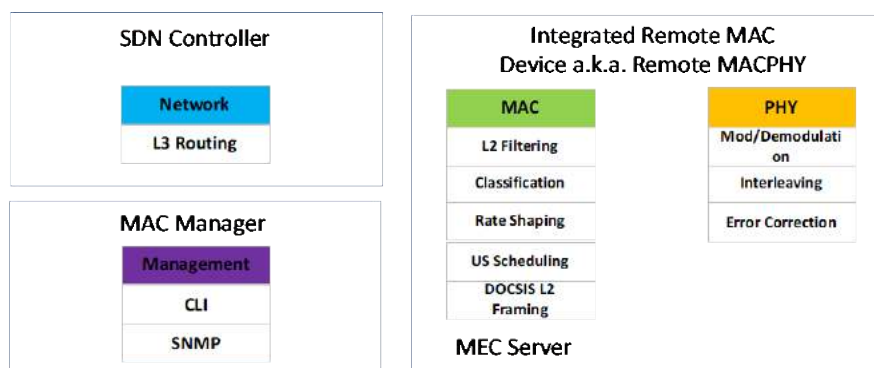 SDN Controller
Network
L3 Routing
MAC Manager
Management
CLI
SNMP
Integrated Remote MAC
Device a.k.a. Remote MACPHY
MAC
L2 Filtering
Classification
Rate Shaping
US Scheduling
DOCSIS L2
Framing
MEC Server
PHY
Mod/Demodulati
on
Interleaving
Error Correction